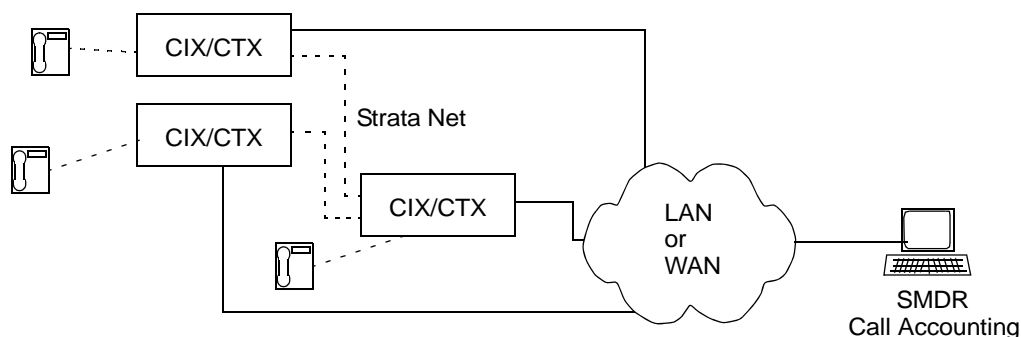 CIX/CTX
Strata Net
CIX/CTX
CIX/CTX
LAN
or
WAN
SMDR
Call Accounting